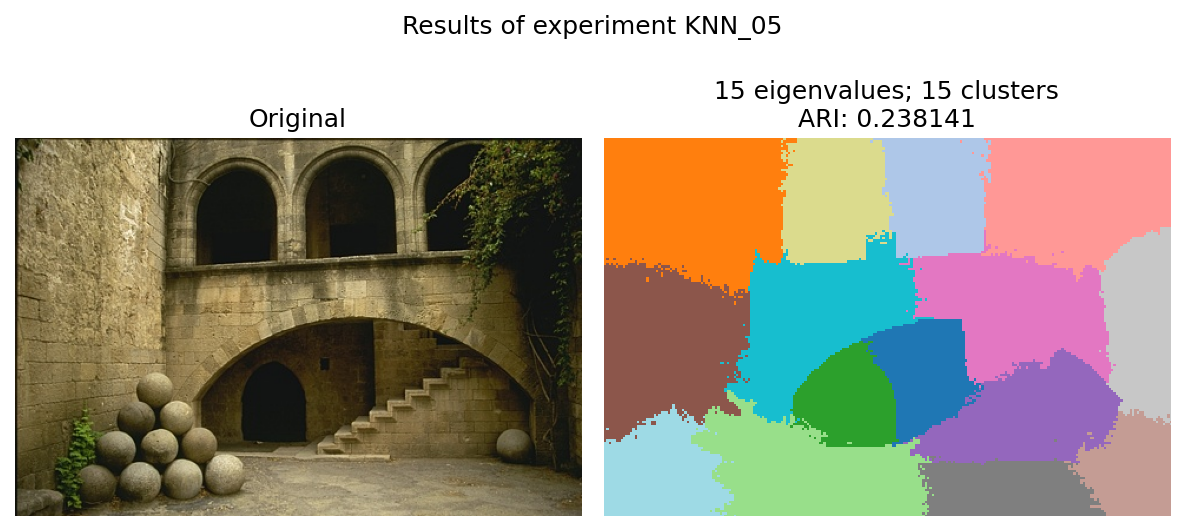 Results of experiment KNN_05
Original
15 eigenvalues; 15 clusters
ARI: 0.238141